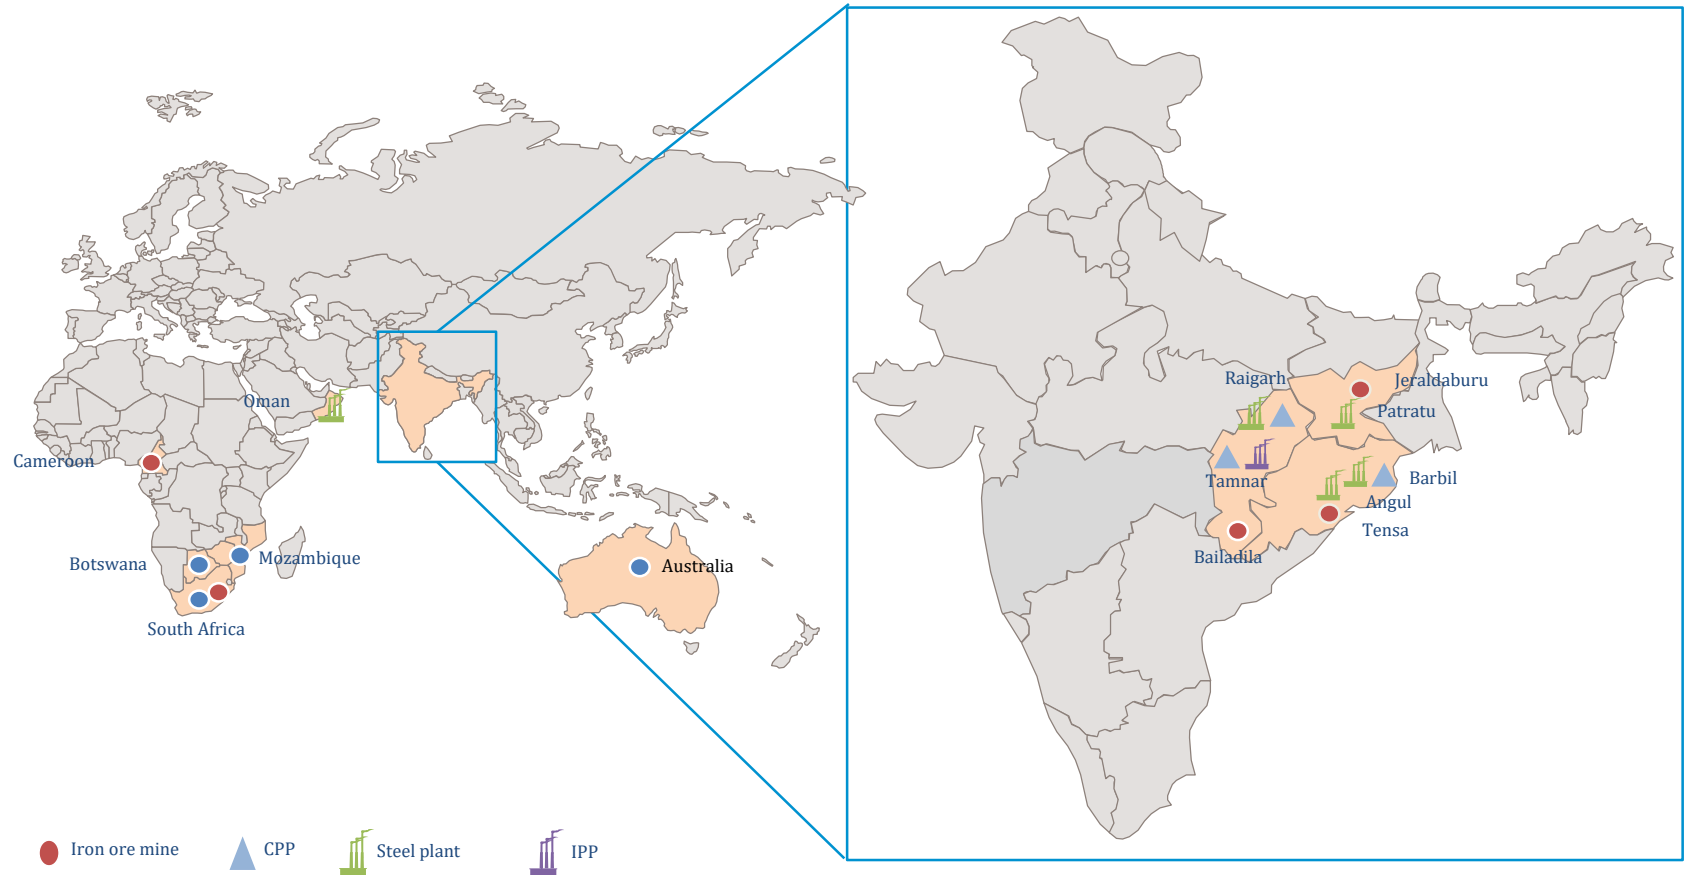 Oman
Cameroon
Botswana
Mozambique
South Africa
Australia
Raigarh
Jeraldaburu
Patratu
Tamnar
Barbil
Angul
Tensa
Bailadila
Iron ore mine
CPP
Steel plant
IPP